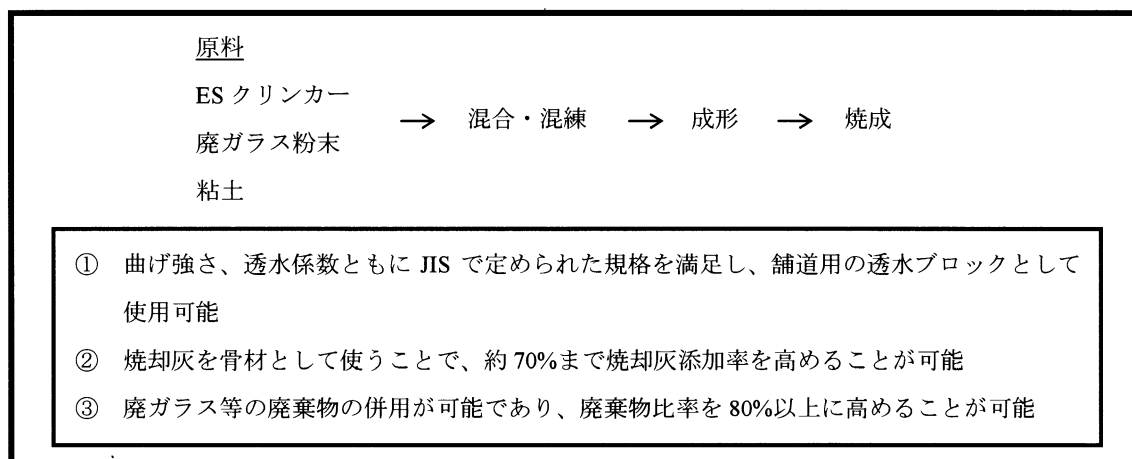 原料
ESクリンカー
廃ガラス粉末
粘土
→ 混合・混練 → 成形 → 焼成
① 曲げ強さ、透水係数ともに JIS で定められた規格を満足し、舗道用の透水ブロックとして
使用可能
② 焼却灰を骨材として使うことで、約70%まで焼却灰添加率を高めることが可能
③ 廃ガラス等の廃棄物の併用が可能であり、廃棄物比率を80%以上に高めることが可能